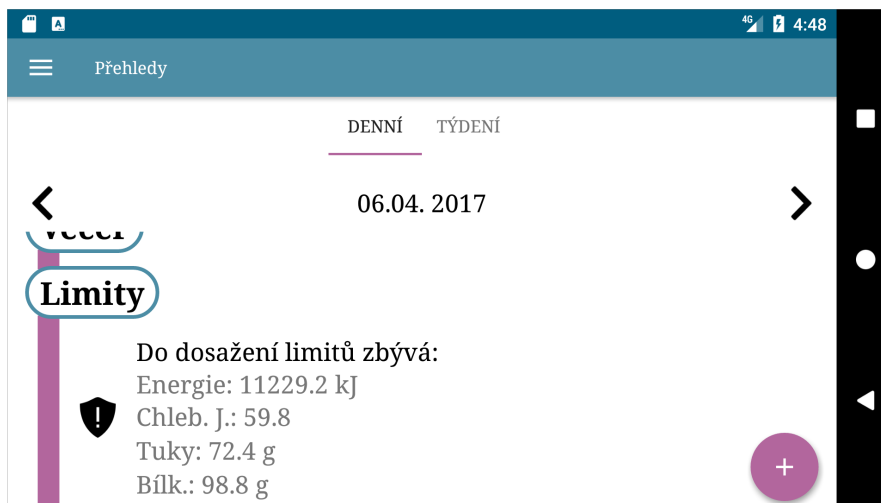 4G 4:48
Přehledy
DENNÍ TÝDENÍ
06.04. 2017
Limity
Do dosažení limitů zbývá:
Energie: 11229.2 kJ
Chleb. J.: 59.8
Tuky: 72.4 g
Bílk.: 98.8 g